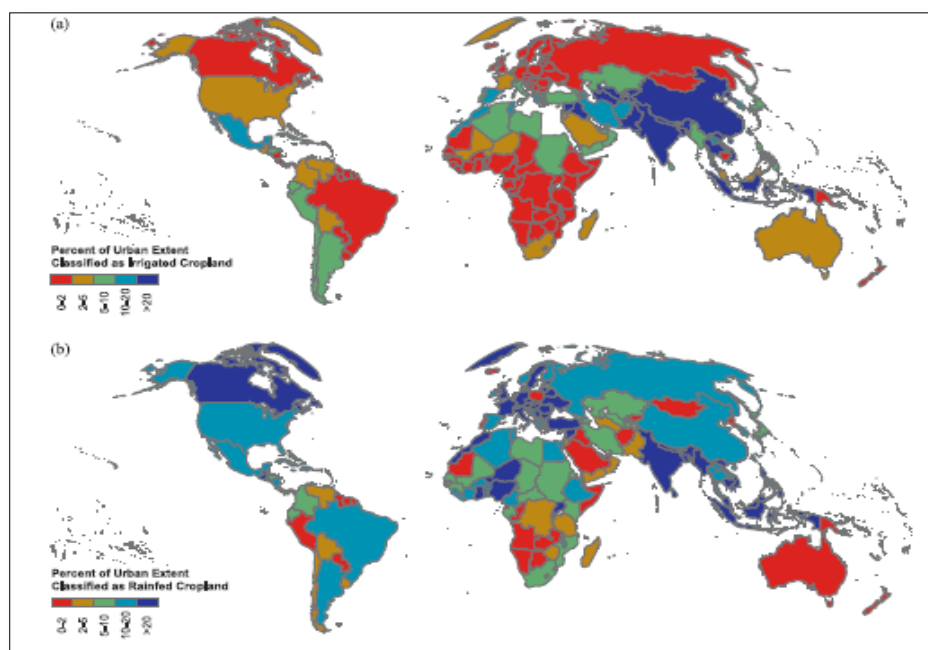 (a)
Percent of Urban Extent
Classified as Irrigated Cropland
0-2 2-5 5-10 10-20 >20
(b)
Percent of Urban Extent
Classified as Rainfed Cropland
0-2 2-5 5-10 10-20 >20